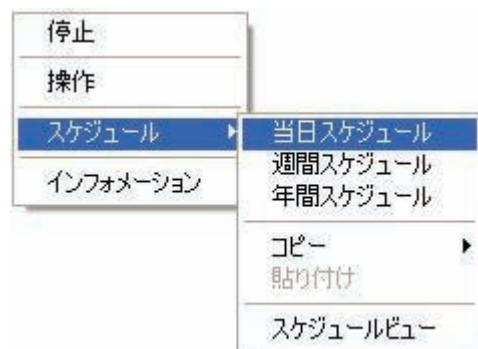 停止
操作
スケジュール
インフォメーション
当日スケジュール
週間スケジュール
年間スケジュール
コピー
貼り付け
スケジュールビュー